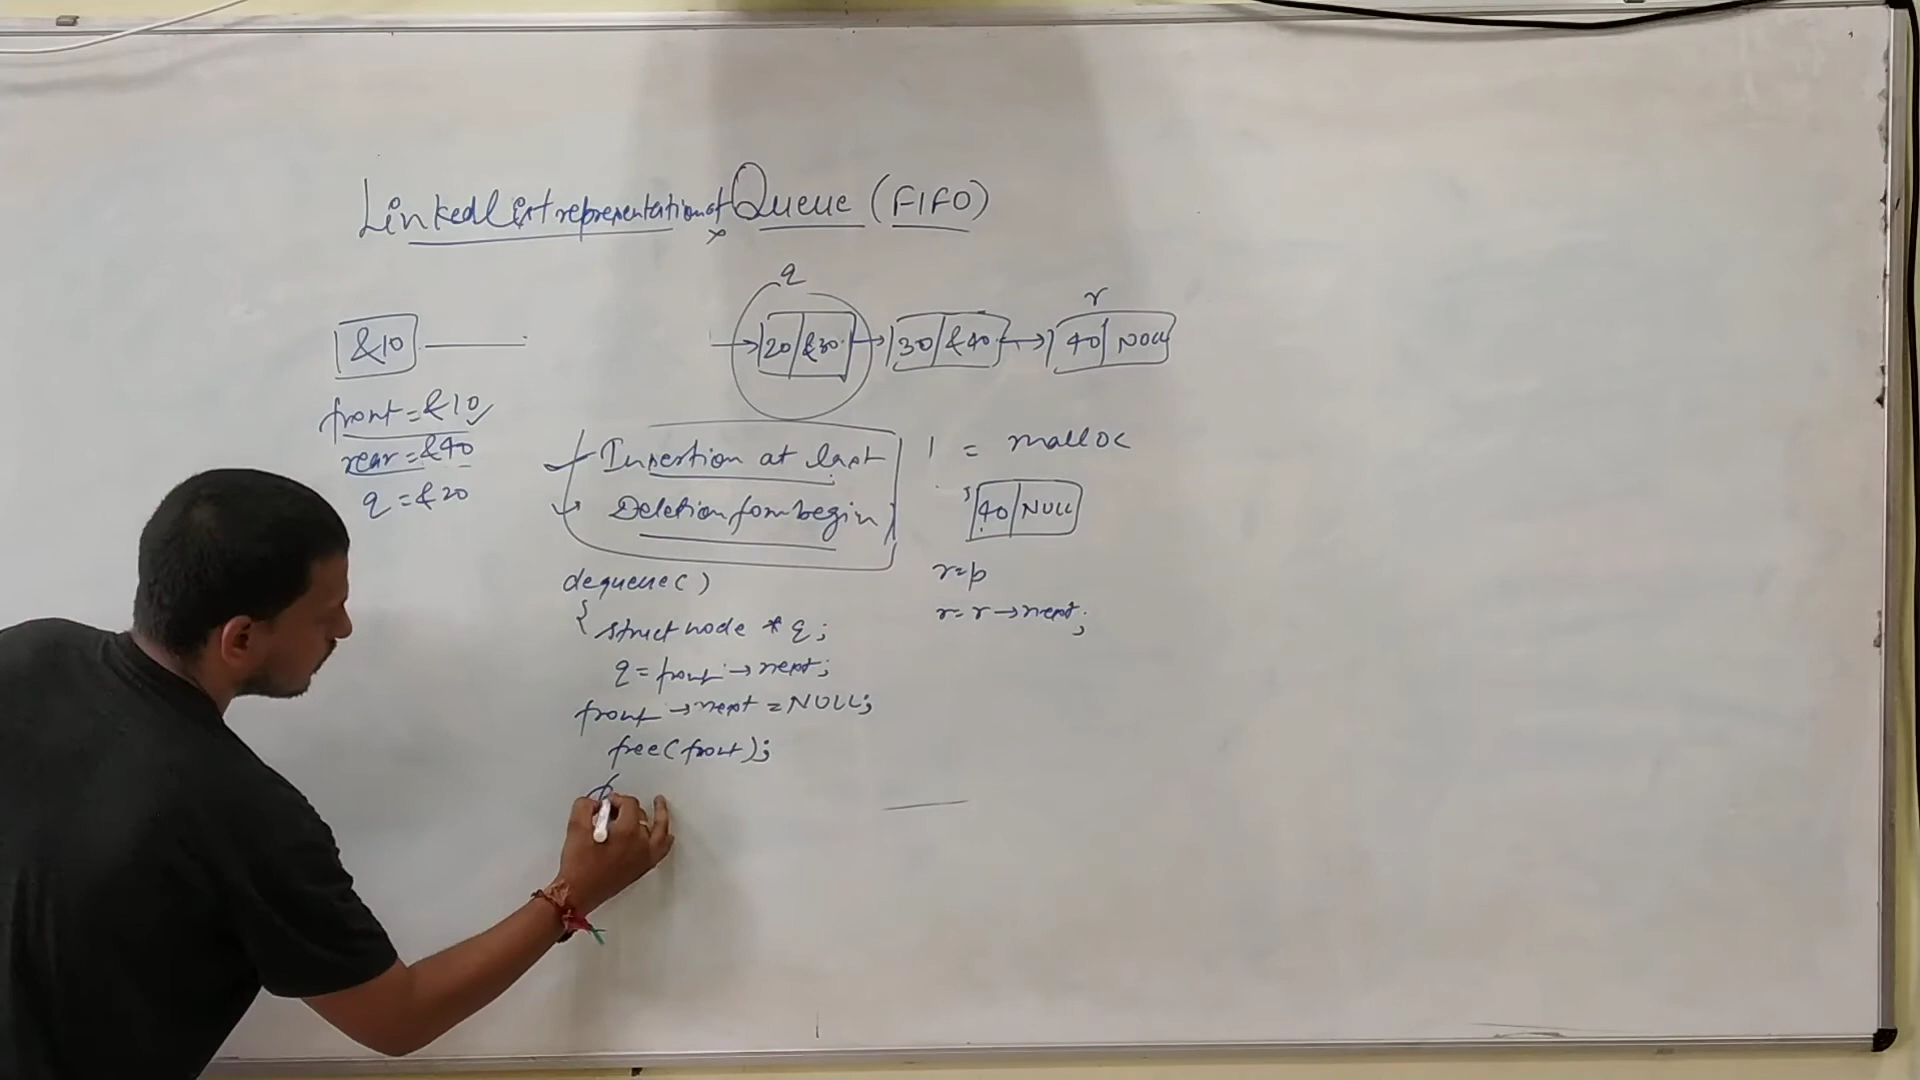 Linked list representation of Queue (FIFO)
q
r
&10
20 &30
30 &40
40 NULL
front = &10
rear = &40
q = &20
Insertion at last
Deletion form begin
= malloc
40 NULL
r=p
r = r → next;
dequeue()
{ struct node * q;
q = front → next;
front → next = NULL;
free(front);